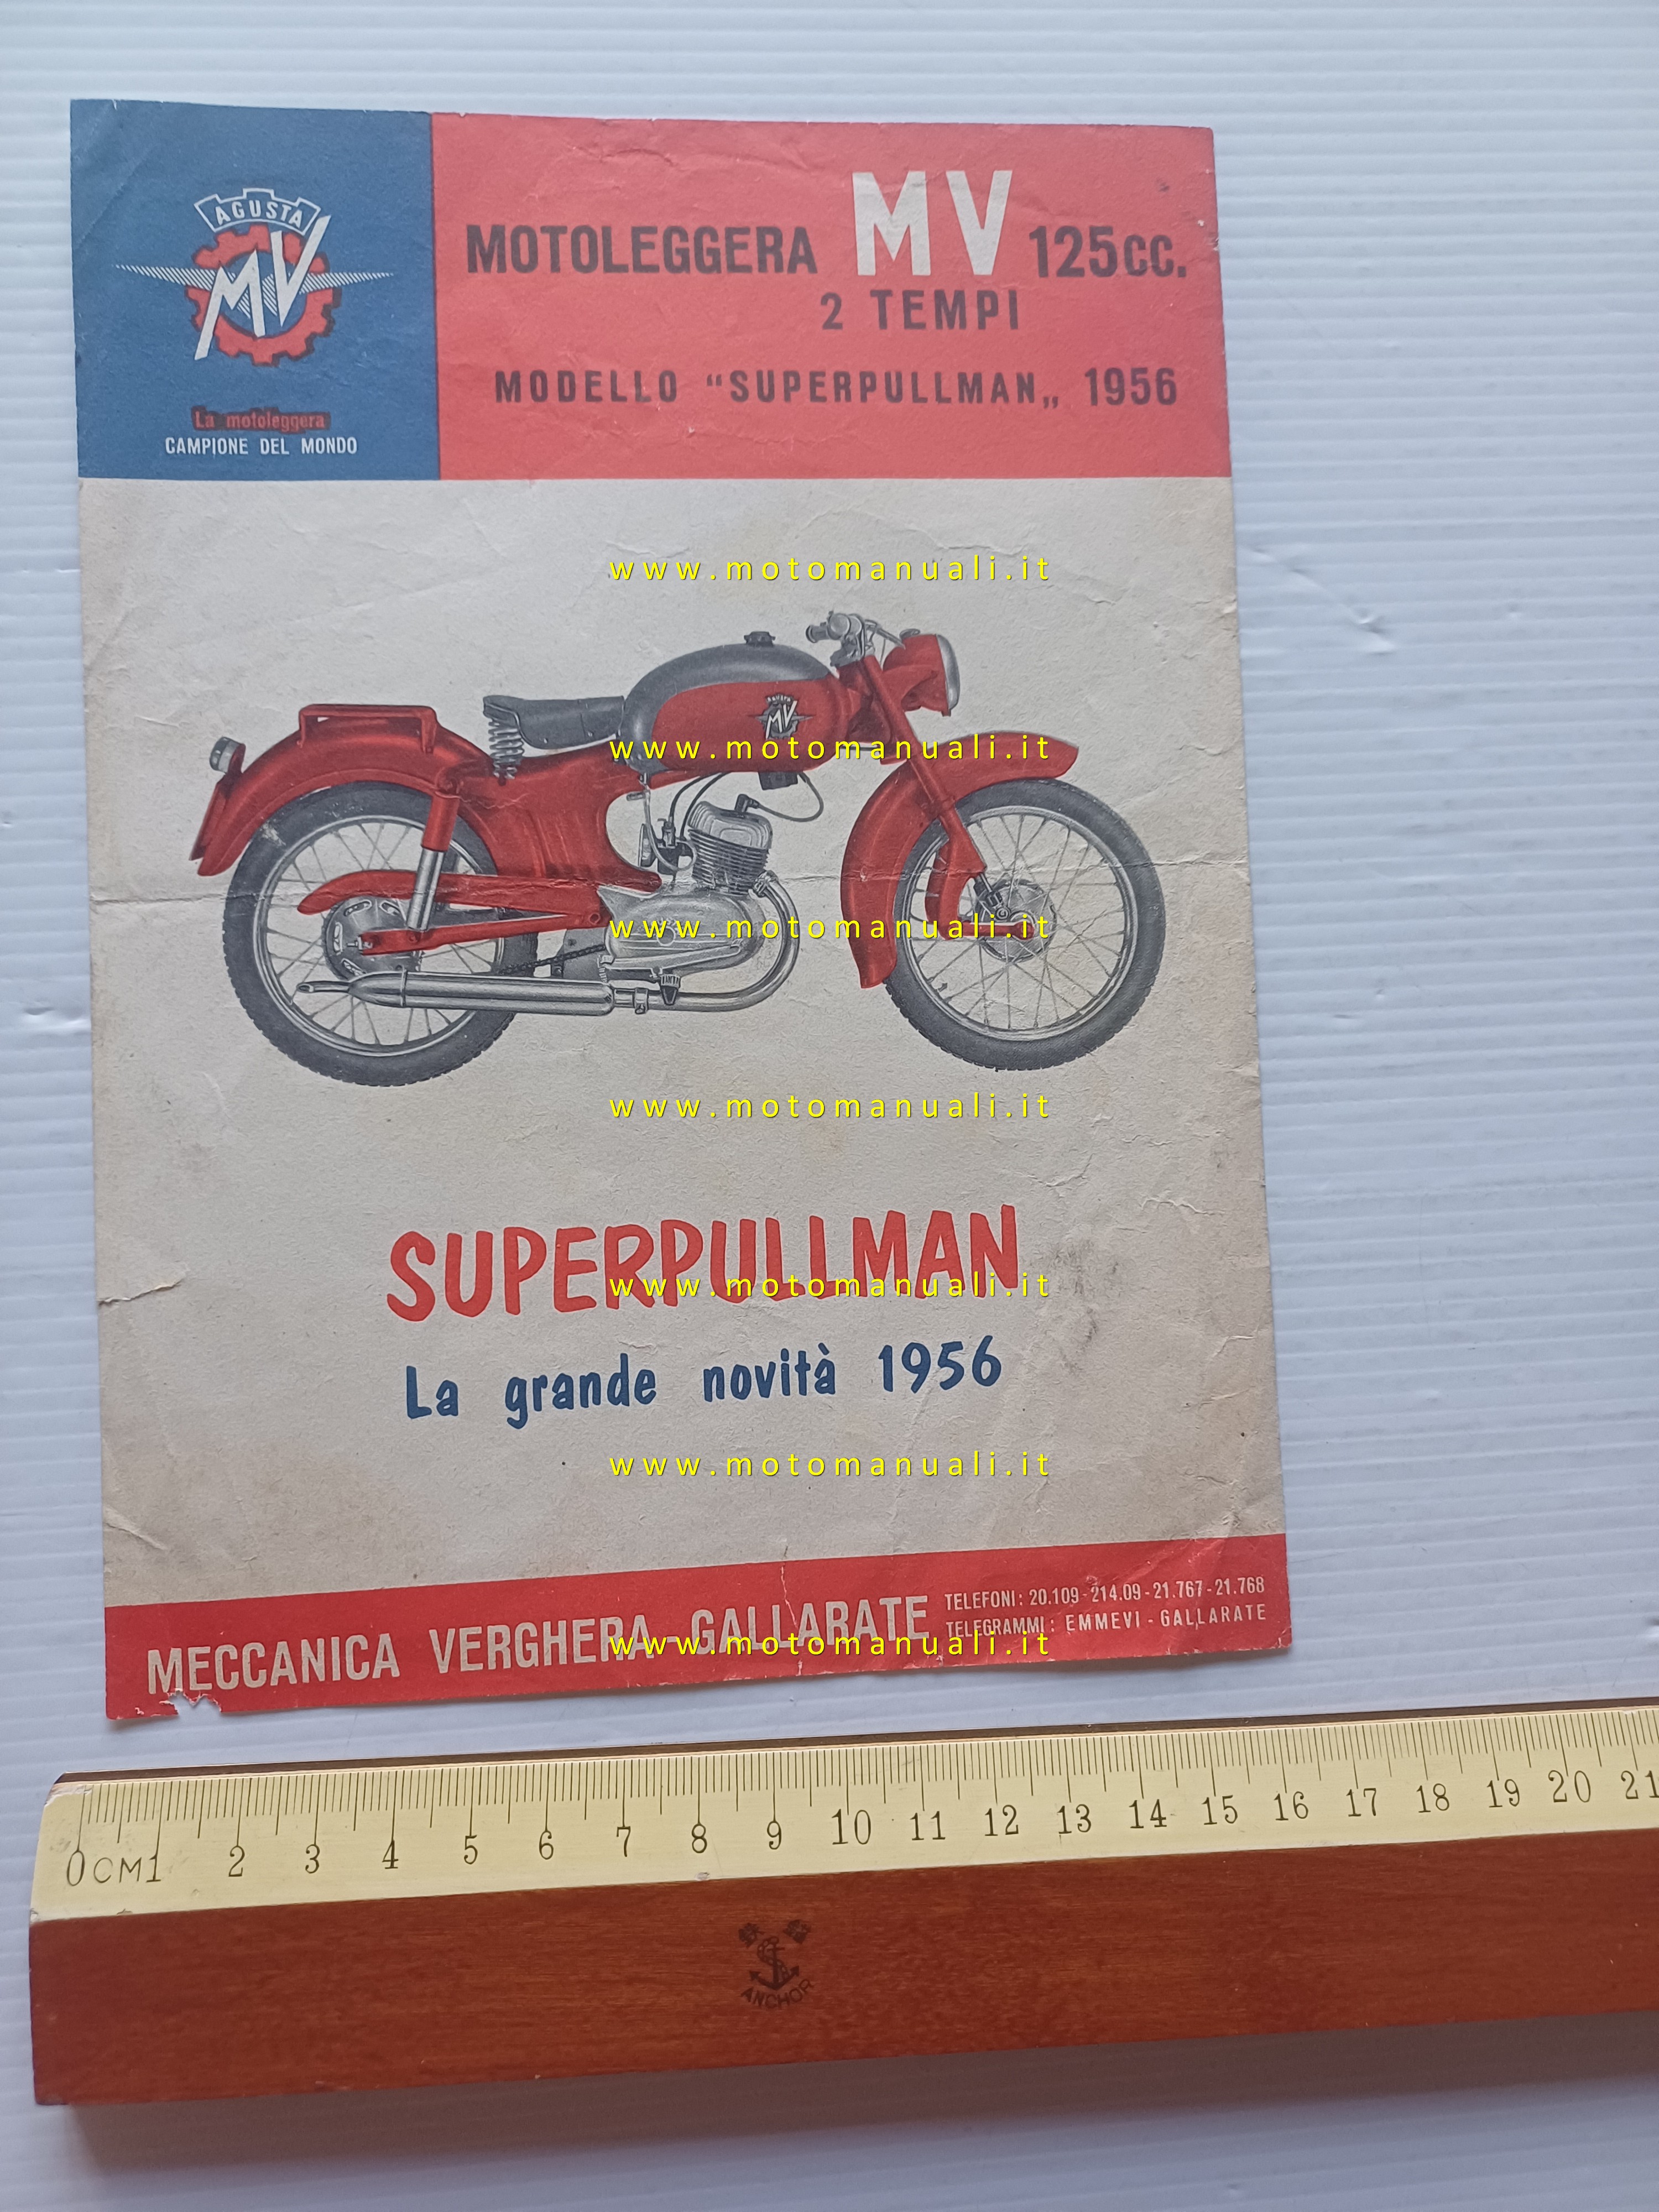 AGUSTA
MV
La motoleggera
CAMPIONE DEL MONDO
MOTOLEGGERA MV 125cc.
2 TEMPI
MODELLO “SUPERPULLMAN„ 1956
www.motomanuali.it
MV
www.motomanuali.it
www.motomanuali.it
www.motomanuali.it
SUPERPULLMAN
www.motomanuali.it
La grande novità 1956
www.motomanuali.it
MECCANICA VERGHERA-GALLARATE
TELEFONI: 20.109-214.09-21.767-21.768
TELEGRAMMI: EMMEVI-GALLARATE
www.motomanuali.it
0CM1 2 3 4 5 6 7 8 9 10 11 12 13 14 15 16 17 18 19 20 21
ANCHOR